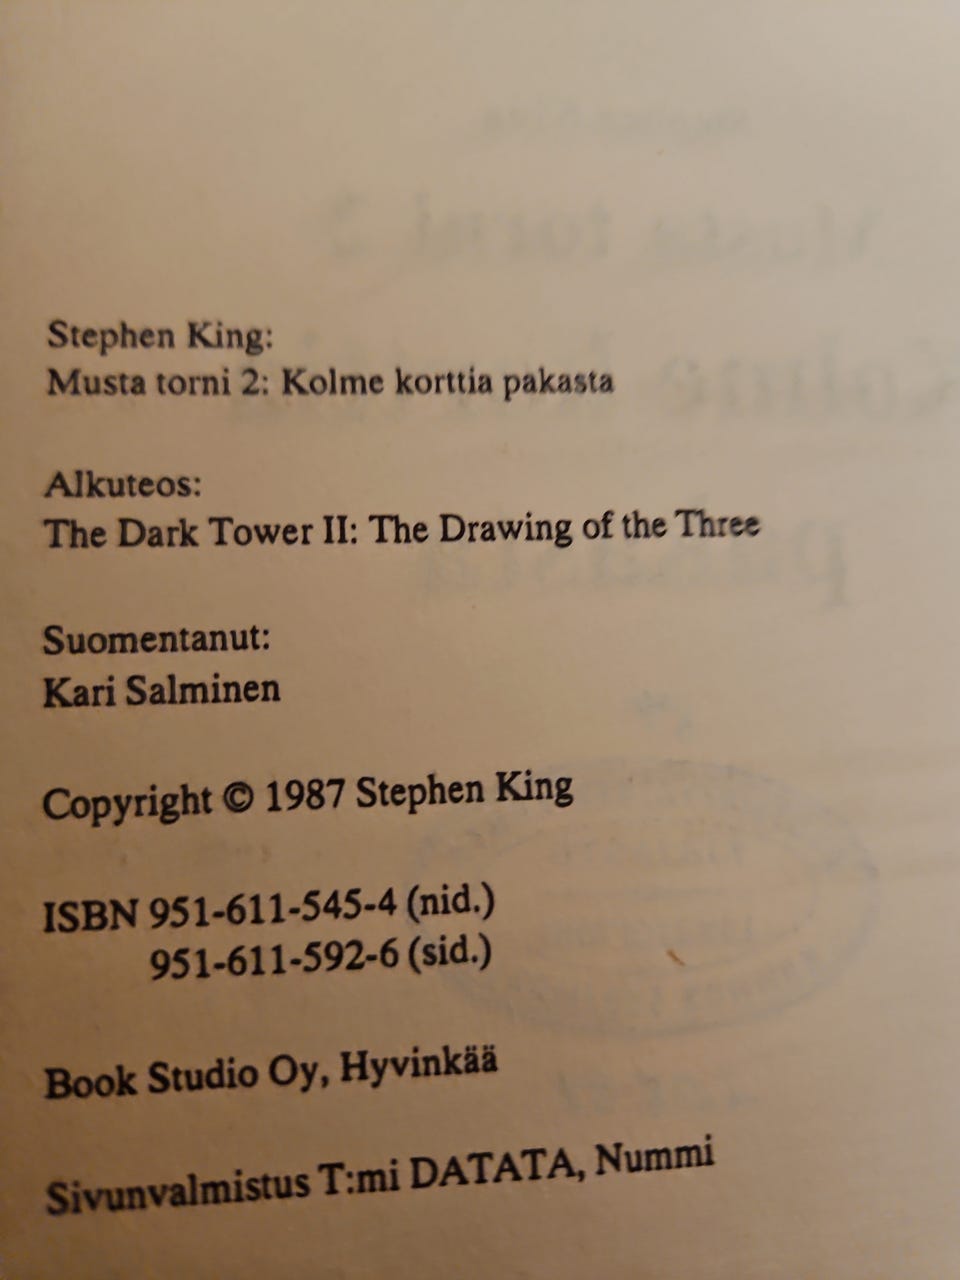 Stephen King:
Musta torni 2: Kolme korttia pakasta
Alkuteos:
The Dark Tower II: The Drawing of the Three
Suomentanut:
Kari Salminen
Copyright © 1987 Stephen King
ISBN 951-611-545-4 (nid.)
951-611-592-6 (sid.)
Book Studio Oy, Hyvinkää
Sivunvalmistus T:mi DATATA, Nummi